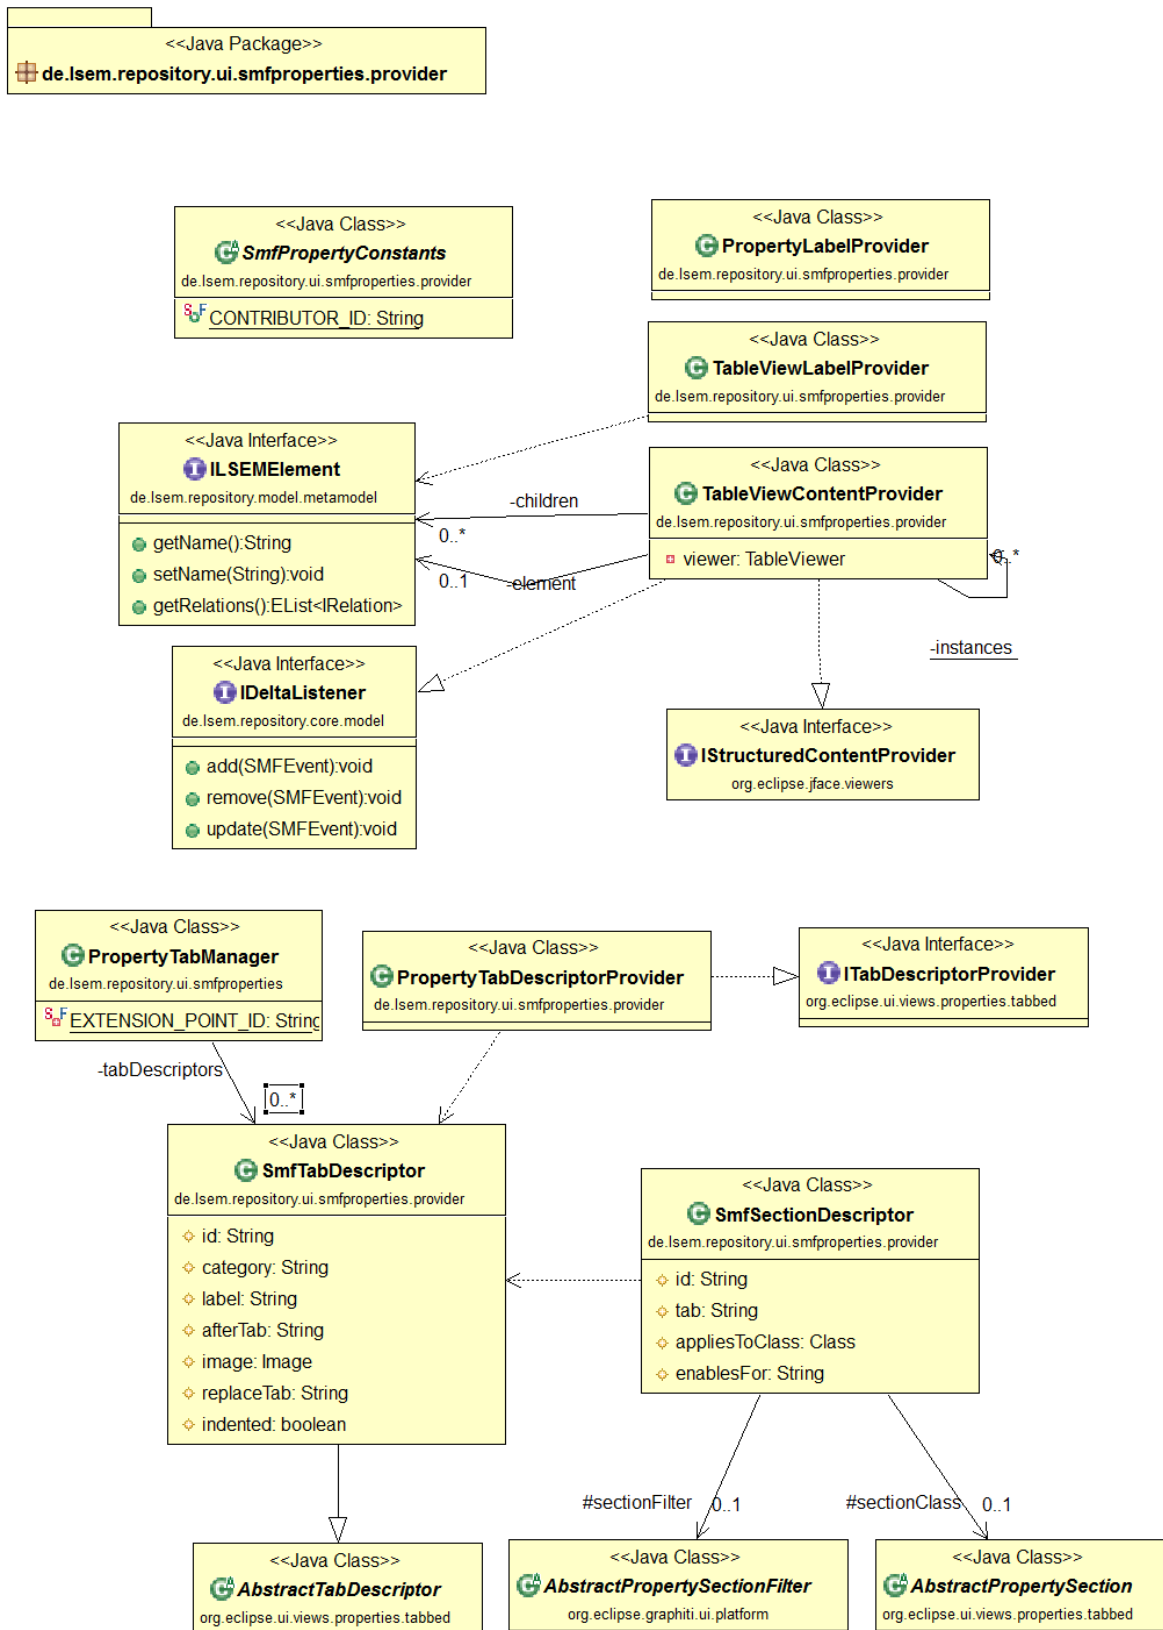 <<Java Package>>
de.lsem.repository.ui.smfproperties.provider
<<Java Class>>
SmfPropertyConstants
de.lsem.repository.ui.smfproperties.provider
CONTRIBUTOR_ID: String
<<Java Class>>
PropertyLabelProvider
de.lsem.repository.ui.smfproperties.provider
<<Java Class>>
TableViewLabelProvider
de.lsem.repository.ui.smfproperties.provider
<<Java Interface>>
ILSEMElement
de.lsem.repository.model.metamodel
getName():String
setName(String):void
getRelations():EList<IRelation>
-children
0..*
0..1
-element
<<Java Class>>
TableViewContentProvider
de.lsem.repository.ui.smfproperties.provider
viewer: TableViewer
0..*
-instances
<<Java Interface>>
IDeltaListener
de.lsem.repository.core.model
add(SMFEvent):void
remove(SMFEvent):void
update(SMFEvent):void
<<Java Interface>>
IStructuredContentProvider
org.eclipse.jface.viewers
<<Java Class>>
PropertyTabManager
de.lsem.repository.ui.smfproperties
EXTENSION_POINT_ID: String
<<Java Class>>
PropertyTabDescriptorProvider
de.lsem.repository.ui.smfproperties.provider
<<Java Interface>>
ITabDescriptorProvider
org.eclipse.ui.views.properties.tabbed
-tabDescriptors
0..*
<<Java Class>>
SmfTabDescriptor
de.lsem.repository.ui.smfproperties.provider
id: String
category: String
label: String
afterTab: String
image: Image
replaceTab: String
indented: boolean
<<Java Class>>
SmfSectionDescriptor
de.lsem.repository.ui.smfproperties.provider
id: String
tab: String
appliesToClass: Class
enablesFor: String
#sectionFilter
0..1
#sectionClass
0..1
<<Java Class>>
AbstractTabDescriptor
org.eclipse.ui.views.properties.tabbed
<<Java Class>>
AbstractPropertySectionFilter
org.eclipse.graphiti.ui.platform
<<Java Class>>
AbstractPropertySection
org.eclipse.ui.views.properties.tabbed